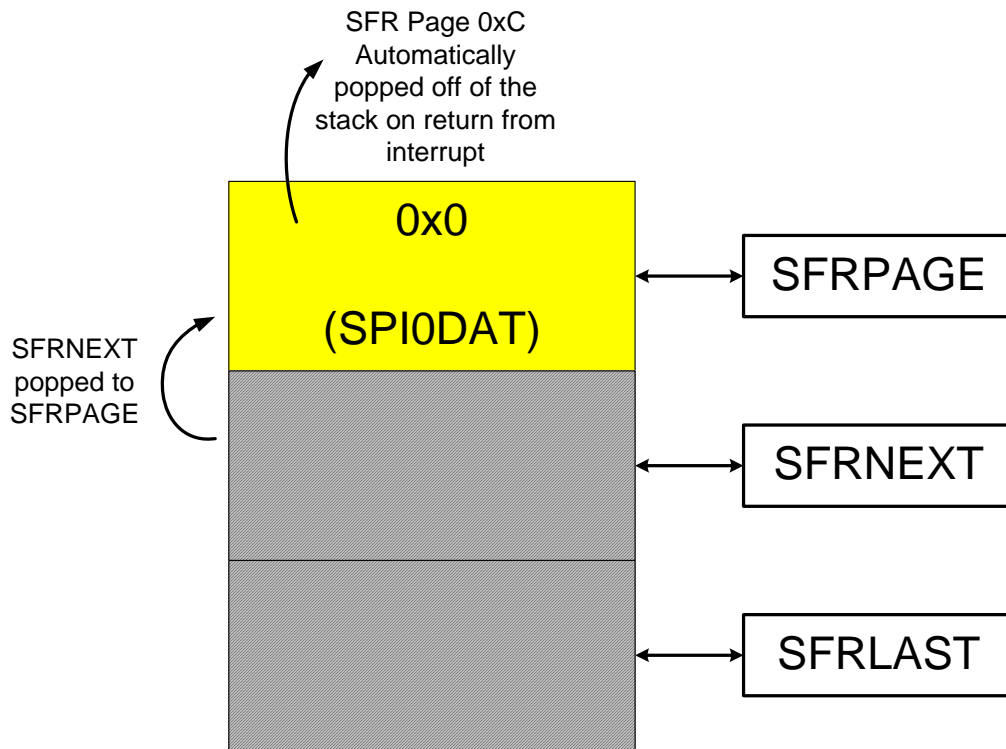 SFR Page 0xC
Automatically
popped off of the
stack on return from
interrupt
0x0
(SPI0DAT)
SFRPAGE
SFRNEXT
popped to
SFRPAGE
SFRNEXT
SFRLAST